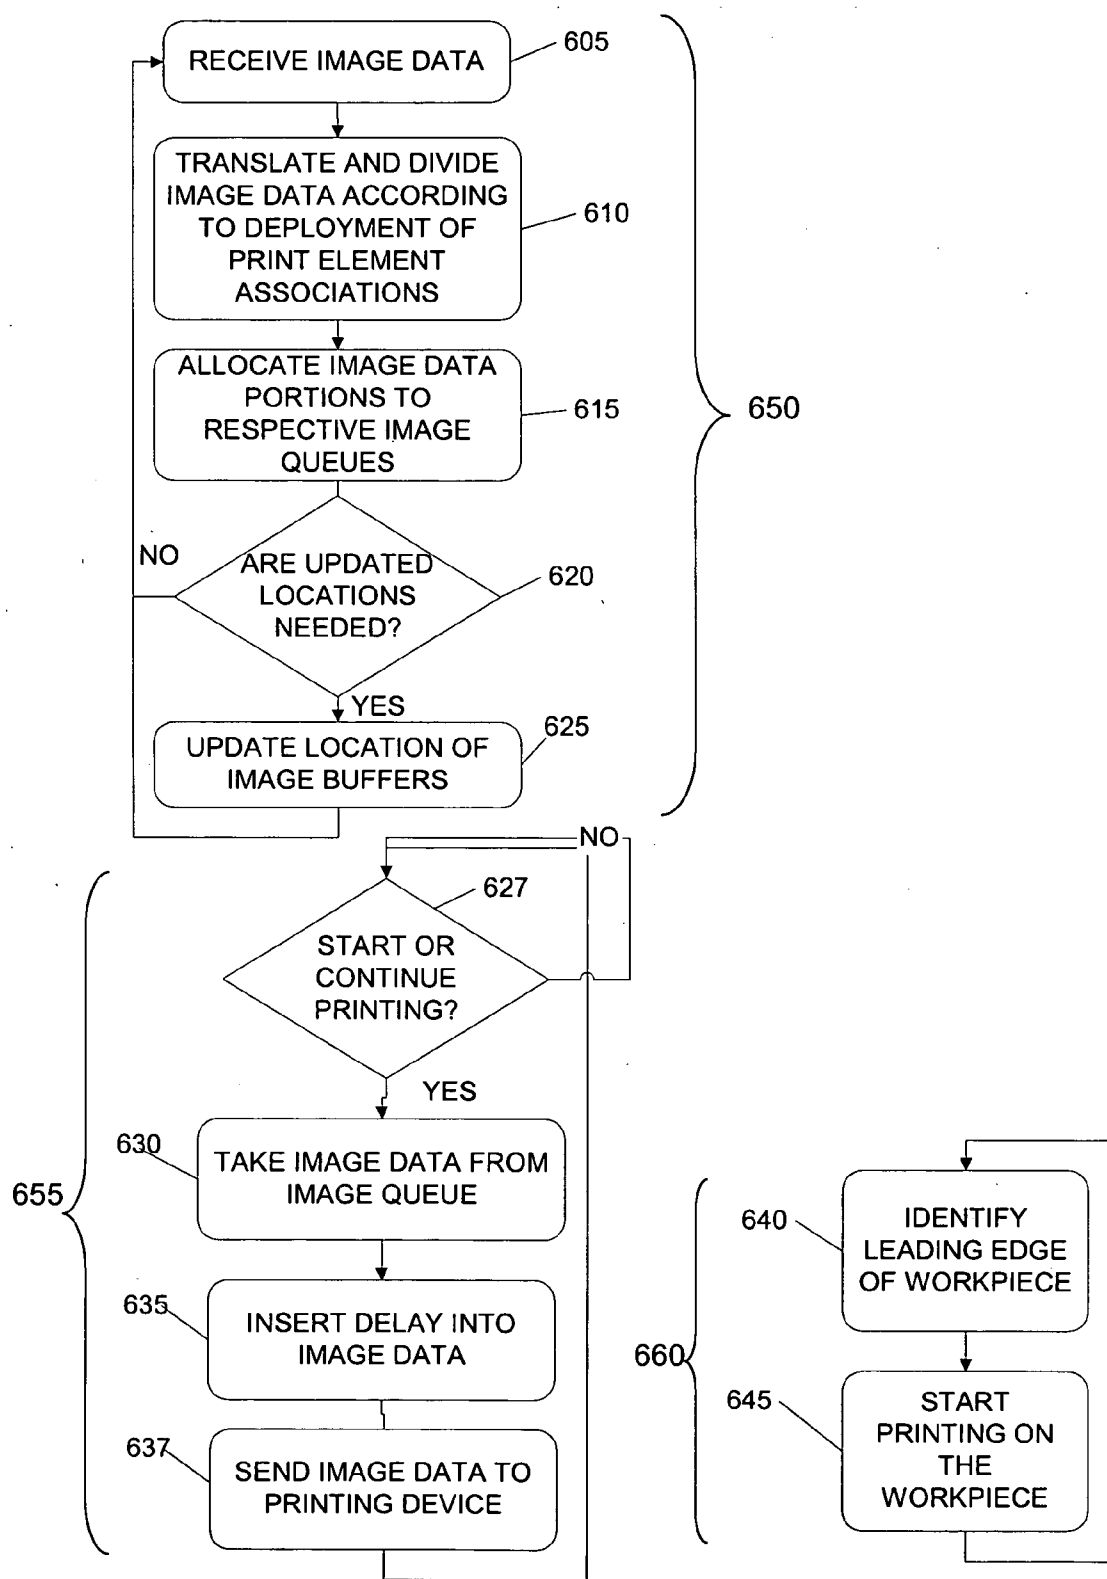 RECEIVE IMAGE DATA
605
TRANSLATE AND DIVIDE
IMAGE DATA ACCORDING
TO DEPLOYMENT OF
PRINT ELEMENT
ASSOCIATIONS
610
ALLOCATE IMAGE DATA
PORTIONS TO
RESPECTIVE IMAGE
QUEUES
615
650
NO
ARE UPDATED
LOCATIONS
NEEDED?
620
YES
UPDATE LOCATION OF
IMAGE BUFFERS
625
NO
627
START OR
CONTINUE
PRINTING?
YES
630
TAKE IMAGE DATA FROM
IMAGE QUEUE
655
635
INSERT DELAY INTO
IMAGE DATA
637
SEND IMAGE DATA TO
PRINTING DEVICE
640
IDENTIFY
LEADING EDGE
OF WORKPIECE
660
645
START
PRINTING ON
THE
WORKPIECE